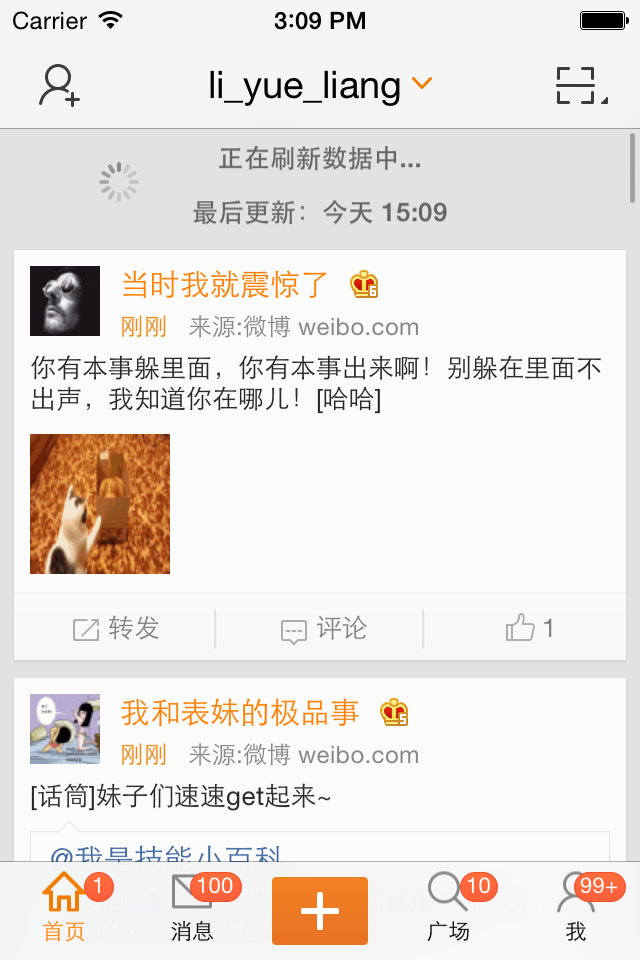 Carrier 3:09 PM
li_yue_liang
正在刷新数据中...
最后更新：今天 15:09
当时我就震惊了 6
刚刚 来源:微博 weibo.com
你有本事躲里面，你有本事出来啊！别躲在里面不
出声，我知道你在哪儿！[哈哈]
转发 评论 1
我和表妹的极品事
刚刚 来源:微博 weibo.com
[话筒]妹子们速速get起来~
@我是技能小百科
1 100 10 99+
首页 消息 广场 我